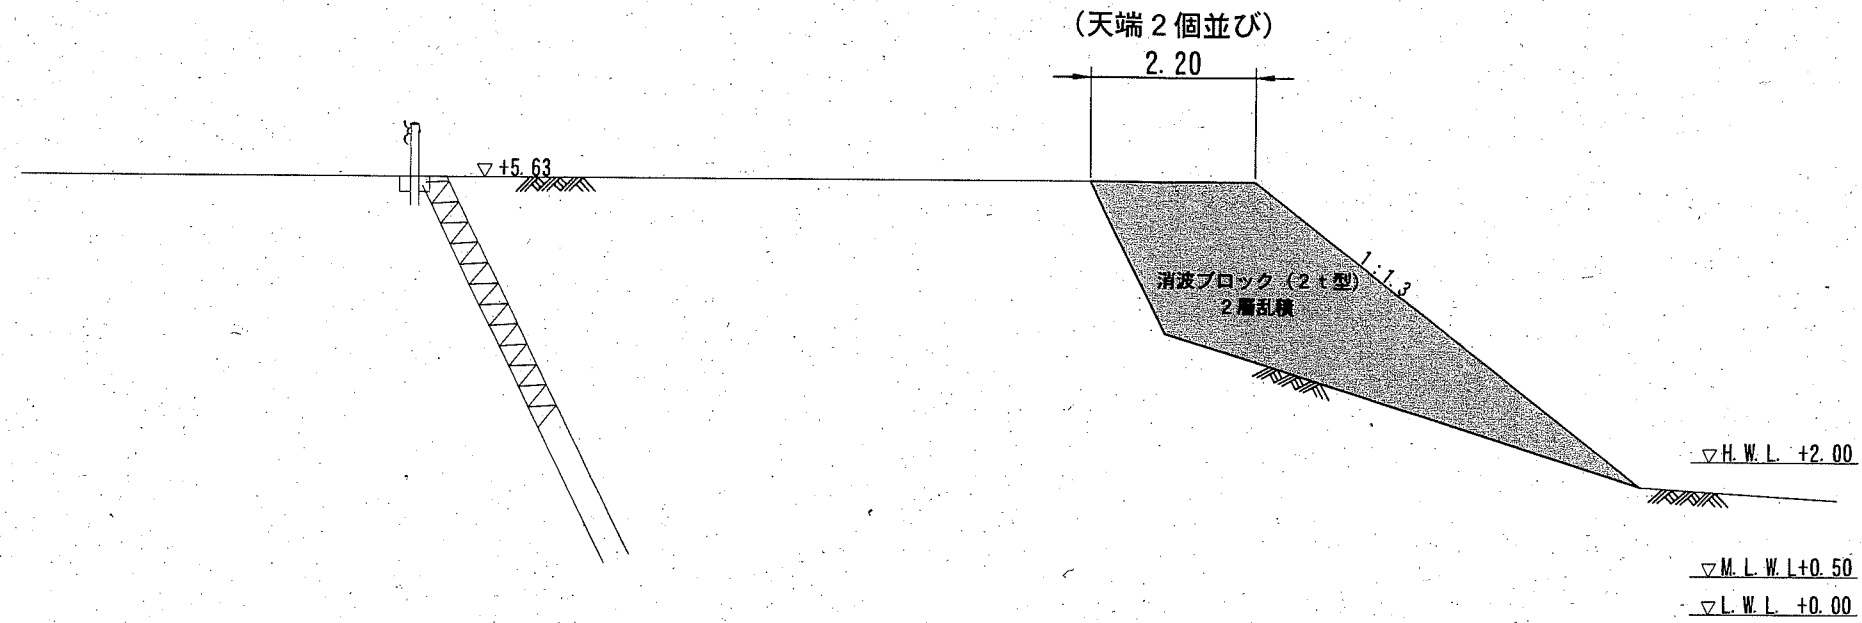 (天端2個並び)
2.20
▽+5.63
1:1.3
消波ブロック(2t型)
2層乱積
▽H.W.L. +2.00
▽M.L.W.L+0.50
▽L.W.L. +0.00